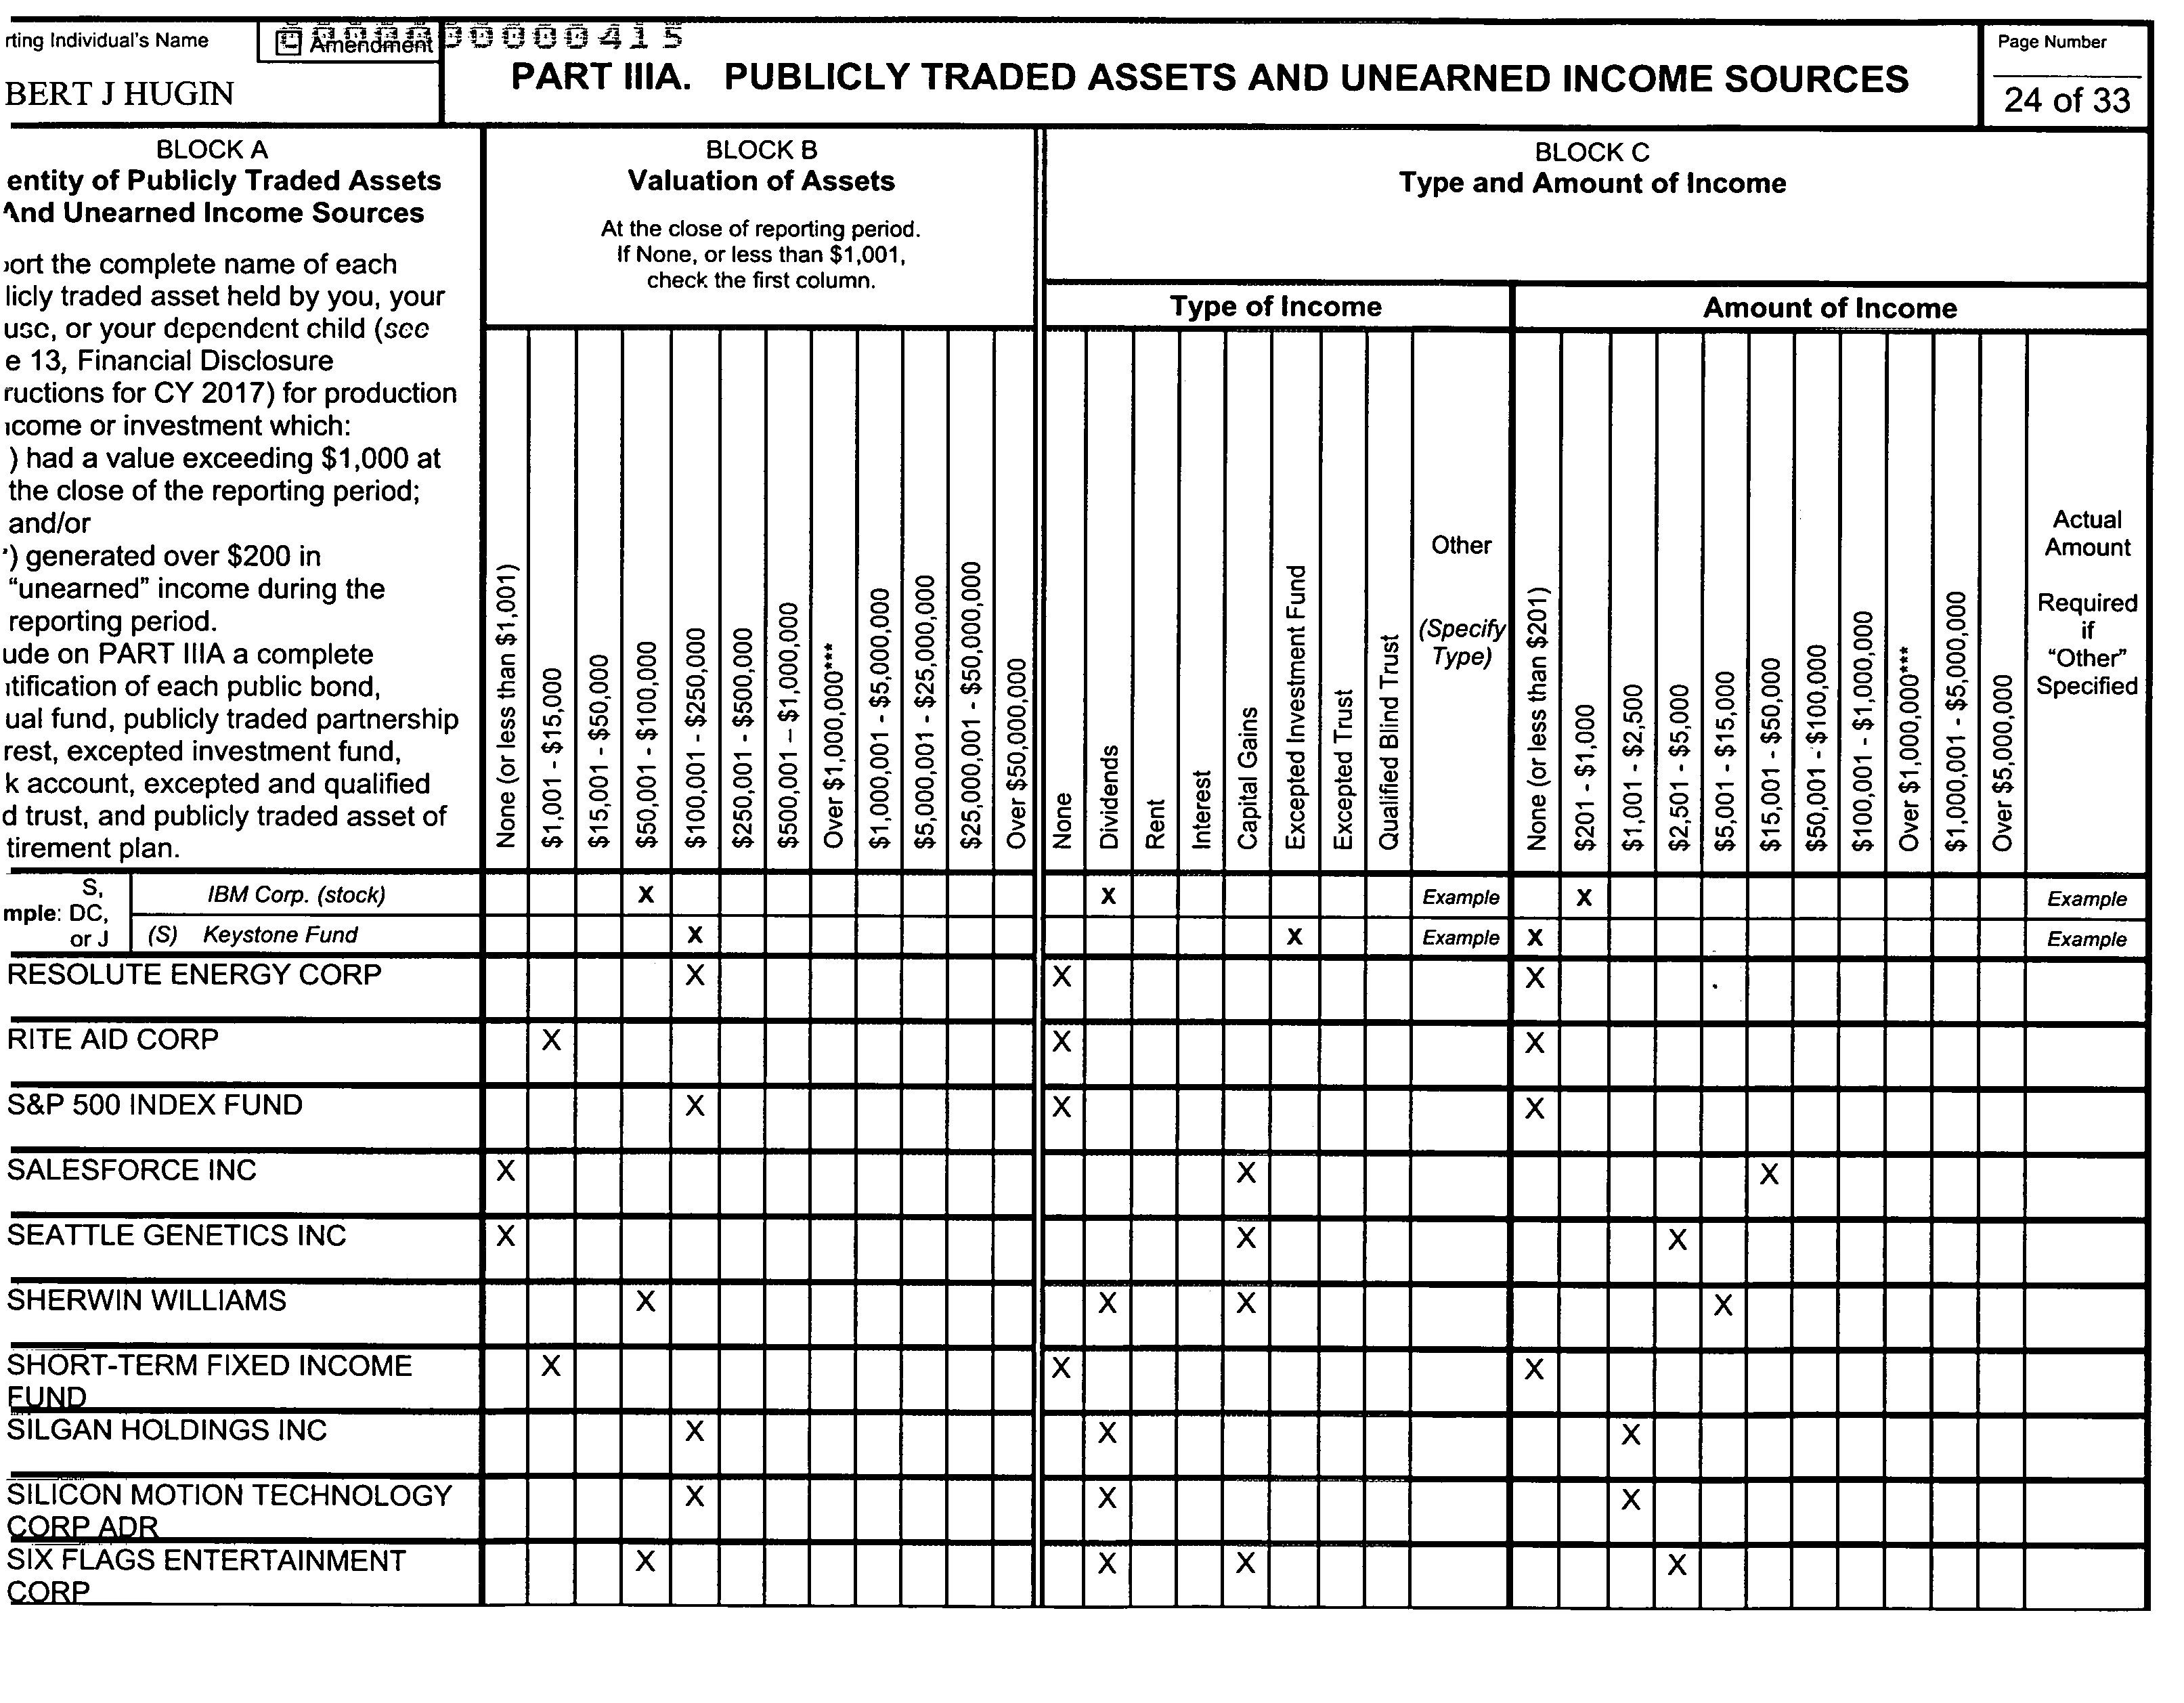 rting Individual's Name
Amendment
00000000415
BERT J HUGIN
PART IIIA. PUBLICLY TRADED ASSETS AND UNEARNED INCOME SOURCES
Page Number
24 of 33
BLOCK A
entity of Publicly Traded Assets
And Unearned Income Sources
ort the complete name of each
licly traded asset held by you, your
use, or your dependent child (see
e 13, Financial Disclosure
ructions for CY 2017) for production
come or investment which:
) had a value exceeding $1,000 at
the close of the reporting period;
and/or
) generated over $200 in
“unearned” income during the
reporting period.
ude on PART IIIA a complete
tification of each public bond,
ual fund, publicly traded partnership
rest, excepted investment fund,
k account, excepted and qualified
d trust, and publicly traded asset of
tirement plan.
BLOCK B
Valuation of Assets
At the close of reporting period.
If None, or less than $1,001,
check the first column.
None (or less than $1,001)
$1,001 - $15,000
$15,001 - $50,000
$50,001 - $100,000
$100,001 - $250,000
$250,001 - $500,000
$500,001 – $1,000,000
Over $1,000,000***
$1,000,001 - $5,000,000
$5,000,001 - $25,000,000
$25,000,001 - $50,000,000
Over $50,000,000
BLOCK C
Type and Amount of Income
Type of Income
None
Dividends
Rent
Interest
Capital Gains
Excepted Investment Fund
Excepted Trust
Qualified Blind Trust
Other
(Specify
Type)
Amount of Income
None (or less than $201)
$201 - $1,000
$1,001 - $2,500
$2,501 - $5,000
$5,001 - $15,000
$15,001 - $50,000
$50,001 - $100,000
$100,001 - $1,000,000
Over $1,000,000***
$1,000,001 - $5,000,000
Over $5,000,000
Actual
Amount
Required
if
“Other”
Specified
mple: S,
DC,
or J
IBM Corp. (stock) X X Example X Example
(S) Keystone Fund X X Example X Example
RESOLUTE ENERGY CORP X X X
RITE AID CORP X X X
S&P 500 INDEX FUND X X X
SALESFORCE INC X X X
SEATTLE GENETICS INC X X X
SHERWIN WILLIAMS X X X X
SHORT-TERM FIXED INCOME X X X
FUND
SILGAN HOLDINGS INC X X X
SILICON MOTION TECHNOLOGY X X X
CORP ADR
SIX FLAGS ENTERTAINMENT X X X X
CORP